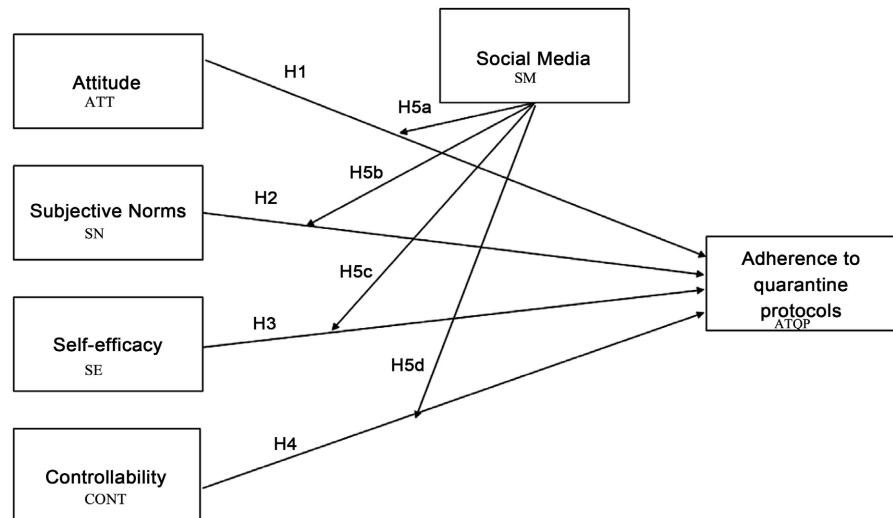 Attitude
ATT
H1
Social Media
SM
H5a
H5b
Subjective Norms
SN
H2
H5c
Adherence to
quarantine
protocols
ATQP
Self-efficacy
SE
H3
H5d
Controllability
CONT
H4